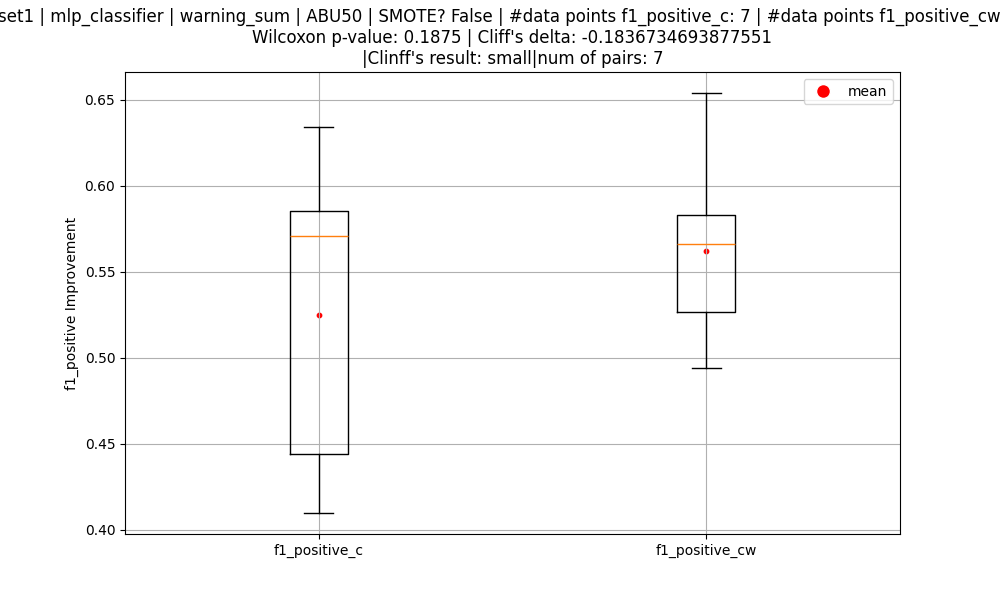 set1 | mlp_classifier | warning_sum | ABU50 | SMOTE? False | #data points f1_positive_c: 7 | #data points f1_positive_cw
Wilcoxon p-value: 0.1875 | Cliff's delta: -0.1836734693877551
|Clinff's result: small|num of pairs: 7
mean
0.65
0.60
0.55
0.50
0.45
0.40
f1_positive Improvement
f1_positive_c
f1_positive_cw